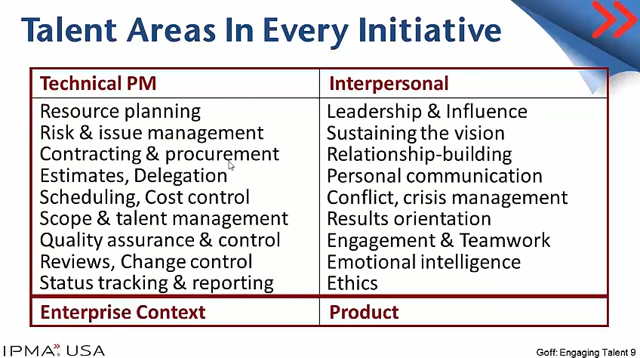 Talent Areas In Every Initiative
Technical PM
Resource planning
Risk & issue management
Contracting & procurement
Estimates, Delegation
Scheduling, Cost control
Scope & talent management
Quality assurance & control
Reviews, Change control
Status tracking & reporting
Interpersonal
Leadership & Influence
Sustaining the vision
Relationship-building
Personal communication
Conflict, crisis management
Results orientation
Engagement & Teamwork
Emotional intelligence
Ethics
Enterprise Context
Product
IPMA USA
Goff: Engaging Talent 9